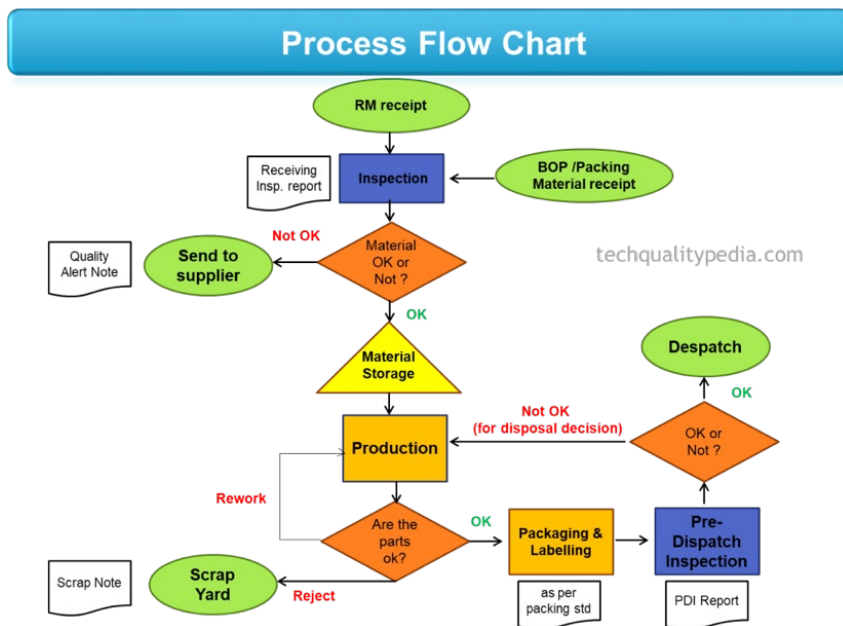 Process Flow Chart
RM receipt
Receiving
Insp. report
Inspection
BOP /Packing
Material receipt
Quality
Alert Note
Send to
supplier
Not OK
Material
OK or
Not ?
techqualitypedia.com
OK
Material
Storage
Despatch
OK
Not OK
(for disposal decision)
OK or
Not ?
Production
Rework
Are the
parts
ok?
OK
Packaging &
Labelling
Pre-
Dispatch
Inspection
Scrap Note
Scrap
Yard
Reject
as per
packing std
PDI Report